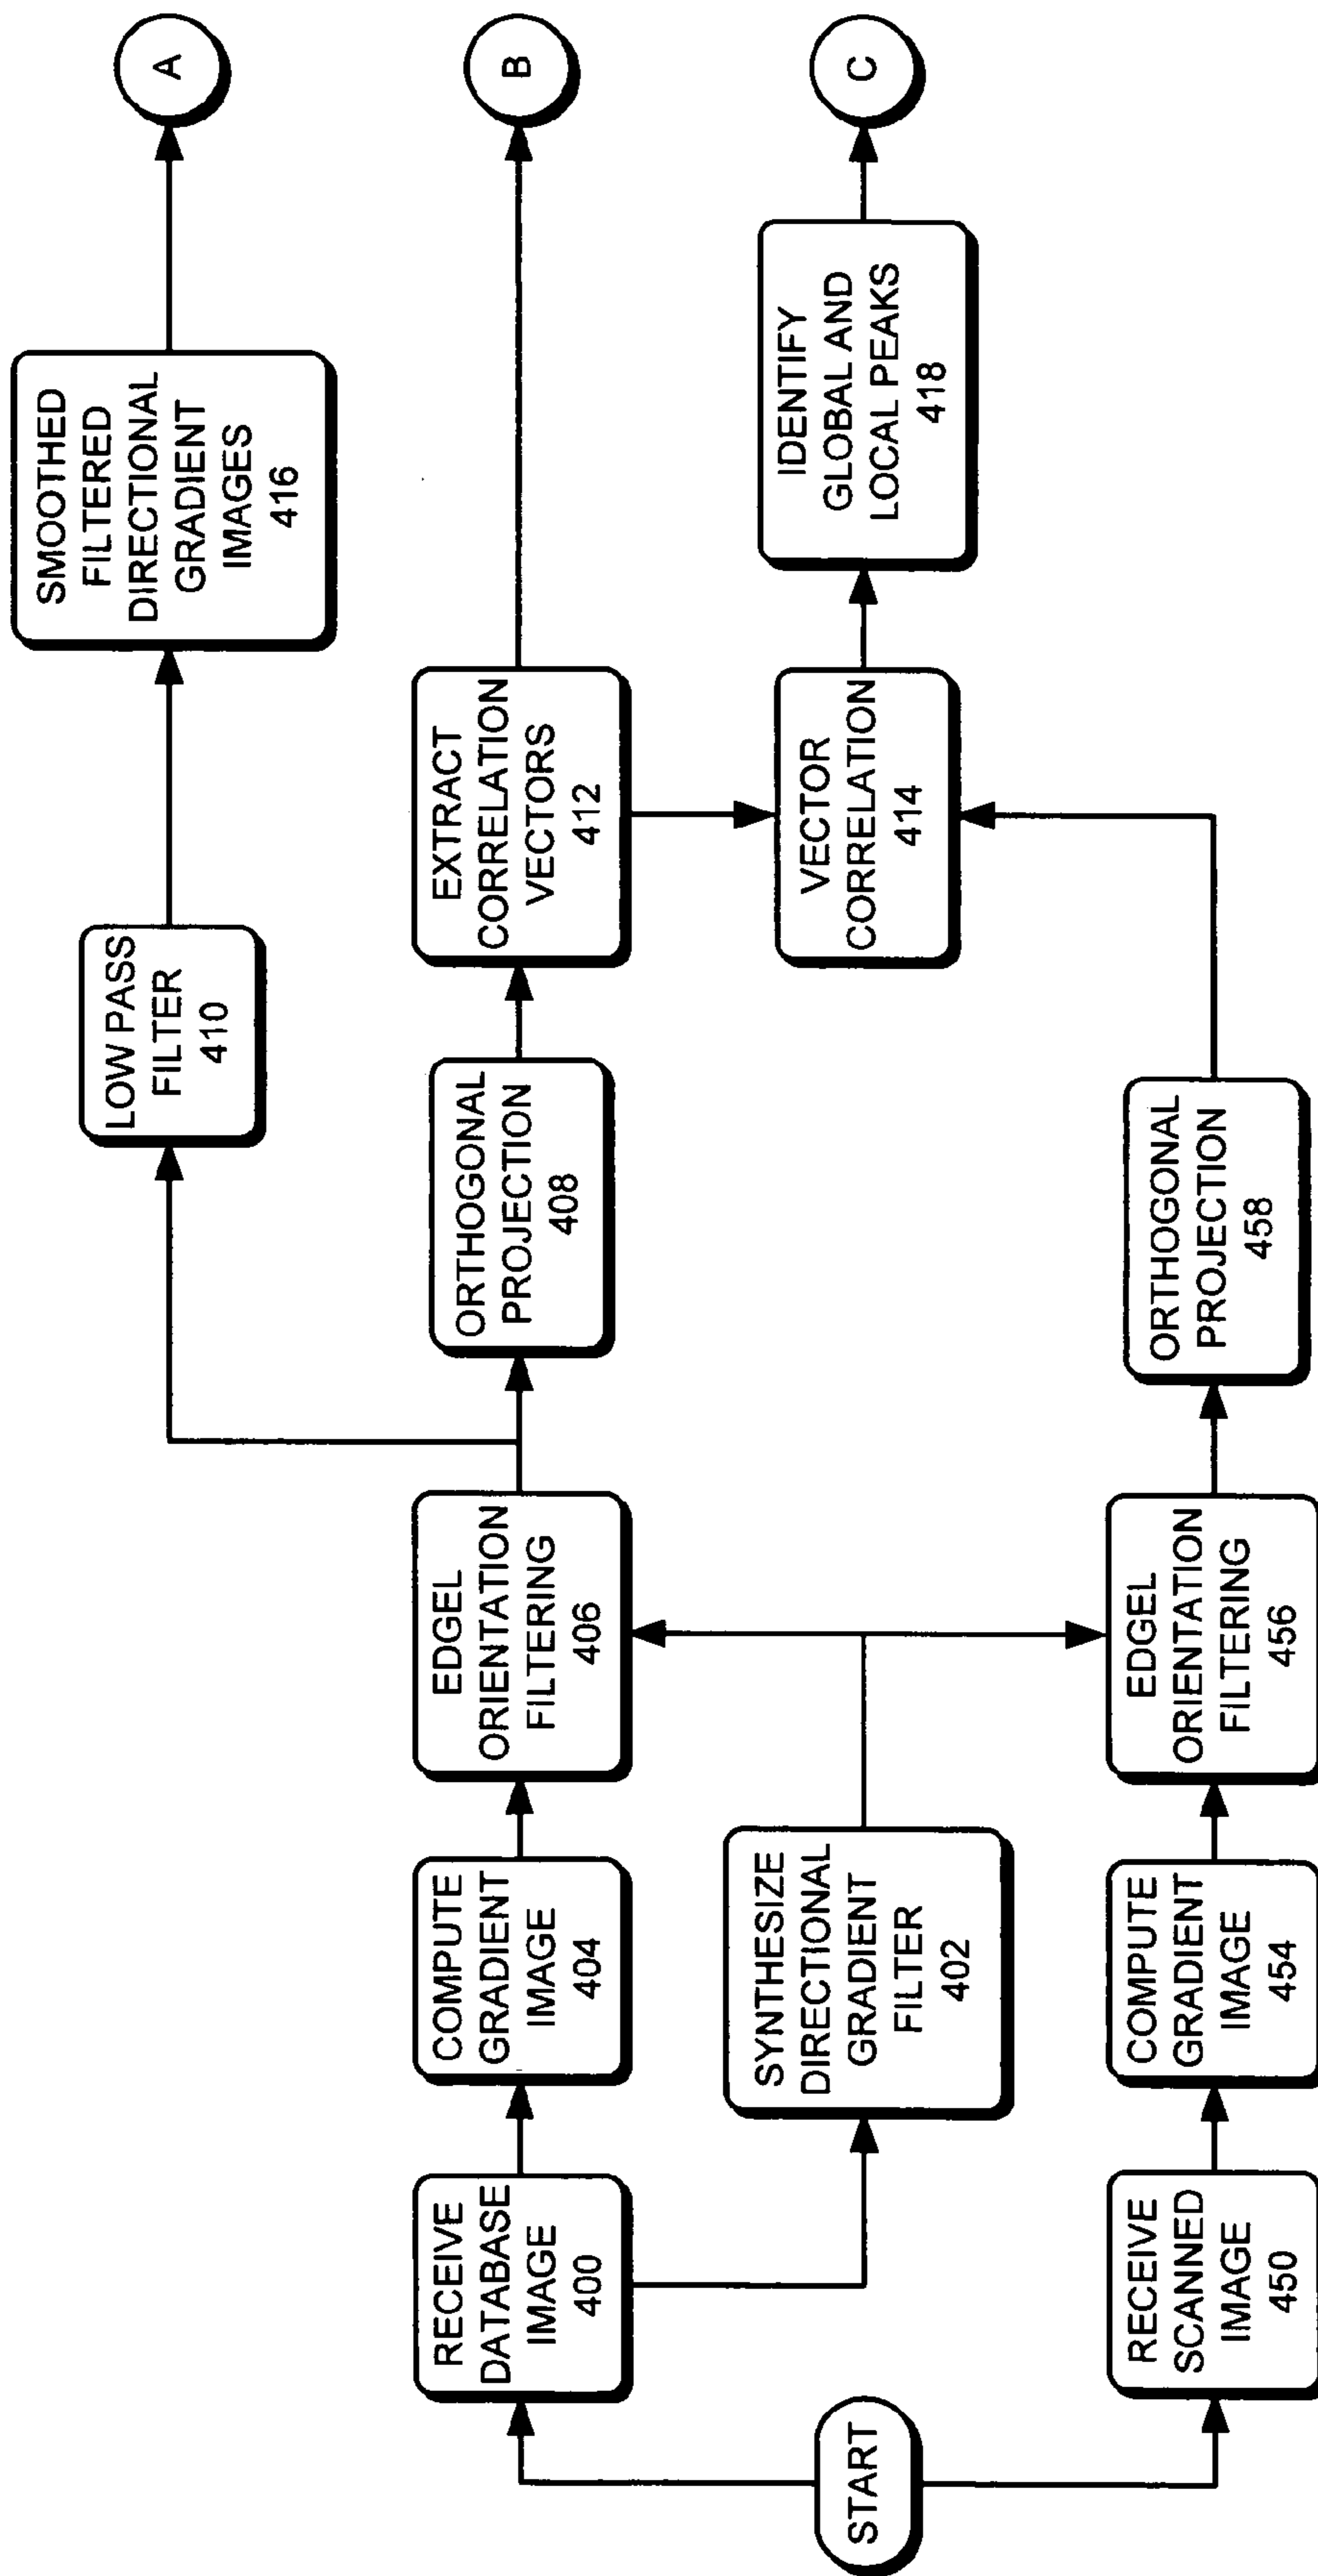 START
RECEIVE
DATABASE
IMAGE
400
COMPUTE
GRADIENT
IMAGE
404
EDGEL
ORIENTATION
FILTERING
406
LOW PASS
FILTER
410
SMOOTHED
FILTERED
DIRECTIONAL
GRADIENT
IMAGES
416
A
ORTHOGONAL
PROJECTION
408
EXTRACT
CORRELATION
VECTORS
412
B
SYNTHESIZE
DIRECTIONAL
GRADIENT
FILTER
402
VECTOR
CORRELATION
414
IDENTIFY
GLOBAL AND
LOCAL PEAKS
418
C
RECEIVE
SCANNED
IMAGE
450
COMPUTE
GRADIENT
IMAGE
454
EDGEL
ORIENTATION
FILTERING
456
ORTHOGONAL
PROJECTION
458